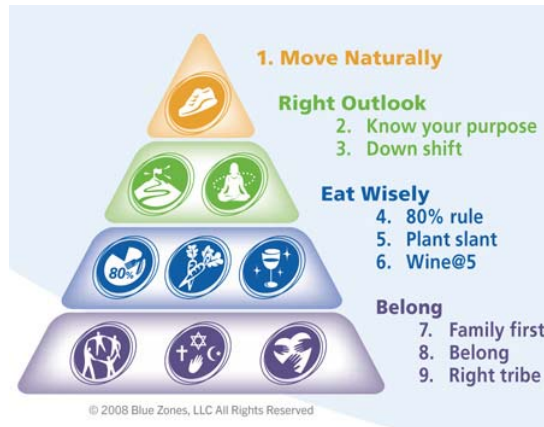 1. Move Naturally
Right Outlook
2. Know your purpose
3. Down shift
Eat Wisely
4. 80% rule
5. Plant slant
6. Wine@5
80%
Belong
7. Family first
8. Belong
9. Right tribe
© 2008 Blue Zones, LLC All Rights Reserved